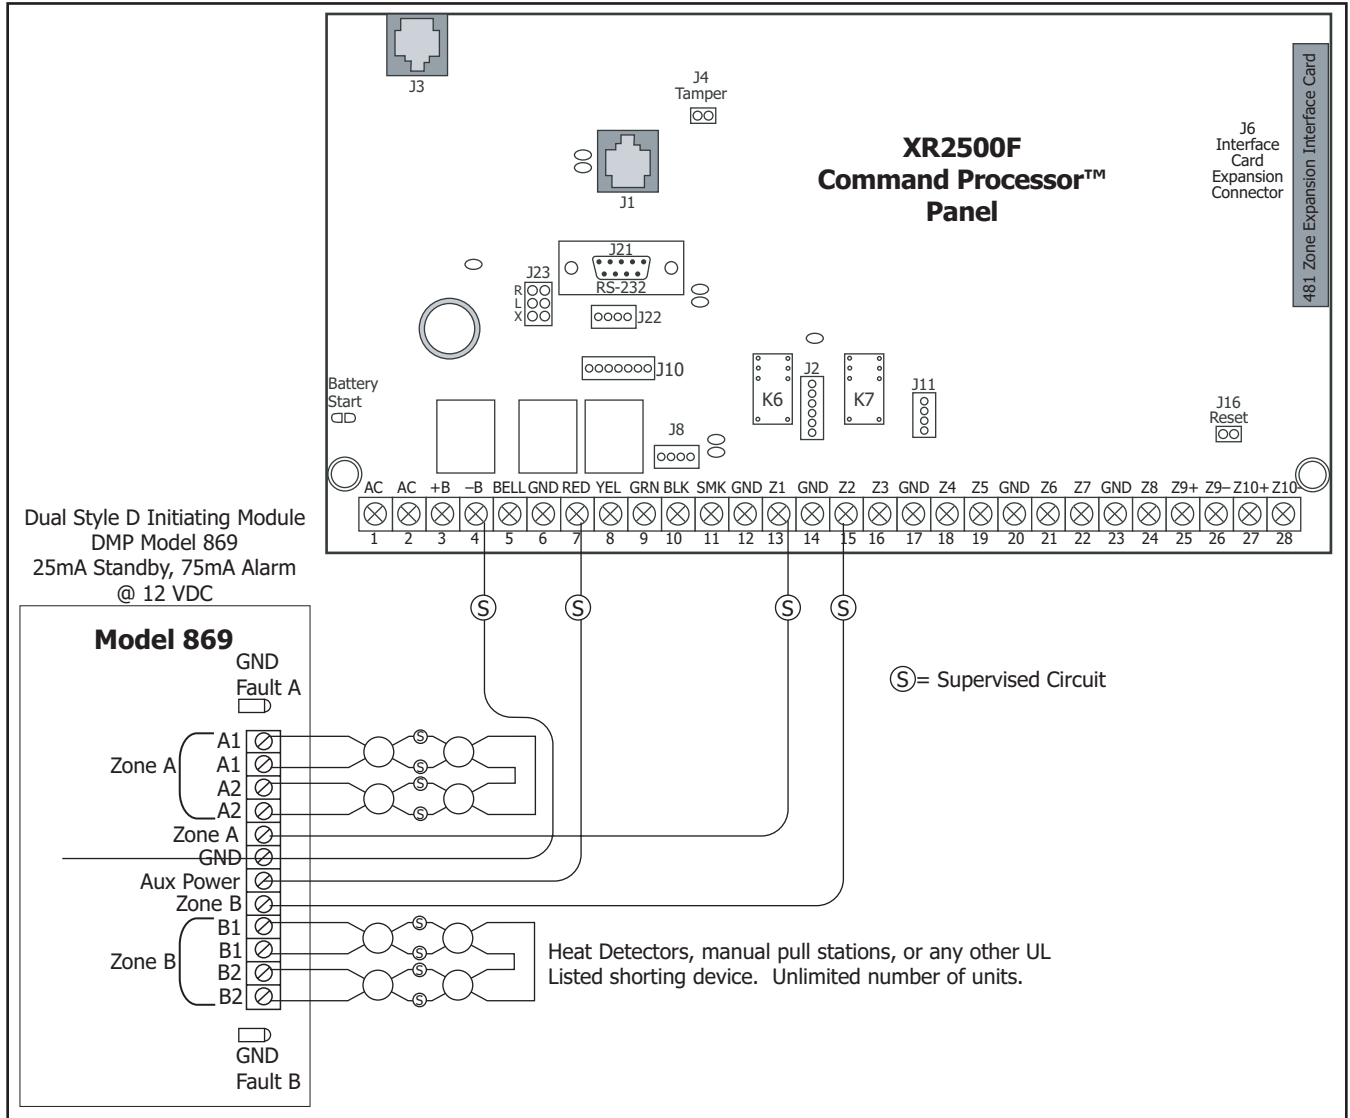 J3
J4
Tamper
J1
XR2500F
Command Processor™
Panel
J6
Interface
Card
Expansion
Connector
481 Zone Expansion Interface Card
J21
RS-232
J23
R
L
X
J22
J10
Battery
Start
K6
J2
K7
J11
J16
Reset
J8
AC AC +B –B BELL GND RED YEL GRN BLK SMK GND Z1 GND Z2 Z3 GND Z4 Z5 GND Z6 Z7 GND Z8 Z9+ Z9– Z10+ Z10-
1 2 3 4 5 6 7 8 9 10 11 12 13 14 15 16 17 18 19 20 21 22 23 24 25 26 27 28
Dual Style D Initiating Module
DMP Model 869
25mA Standby, 75mA Alarm
@ 12 VDC
S S S S
Model 869
GND
Fault A
S = Supervised Circuit
A1
Zone A
A1
A2
A2
S
S
S
S
Zone A
GND
Aux Power
Zone B
B1
Zone B
B1
B2
B2
S
S
S
S
Heat Detectors, manual pull stations, or any other UL
Listed shorting device. Unlimited number of units.
GND
Fault B